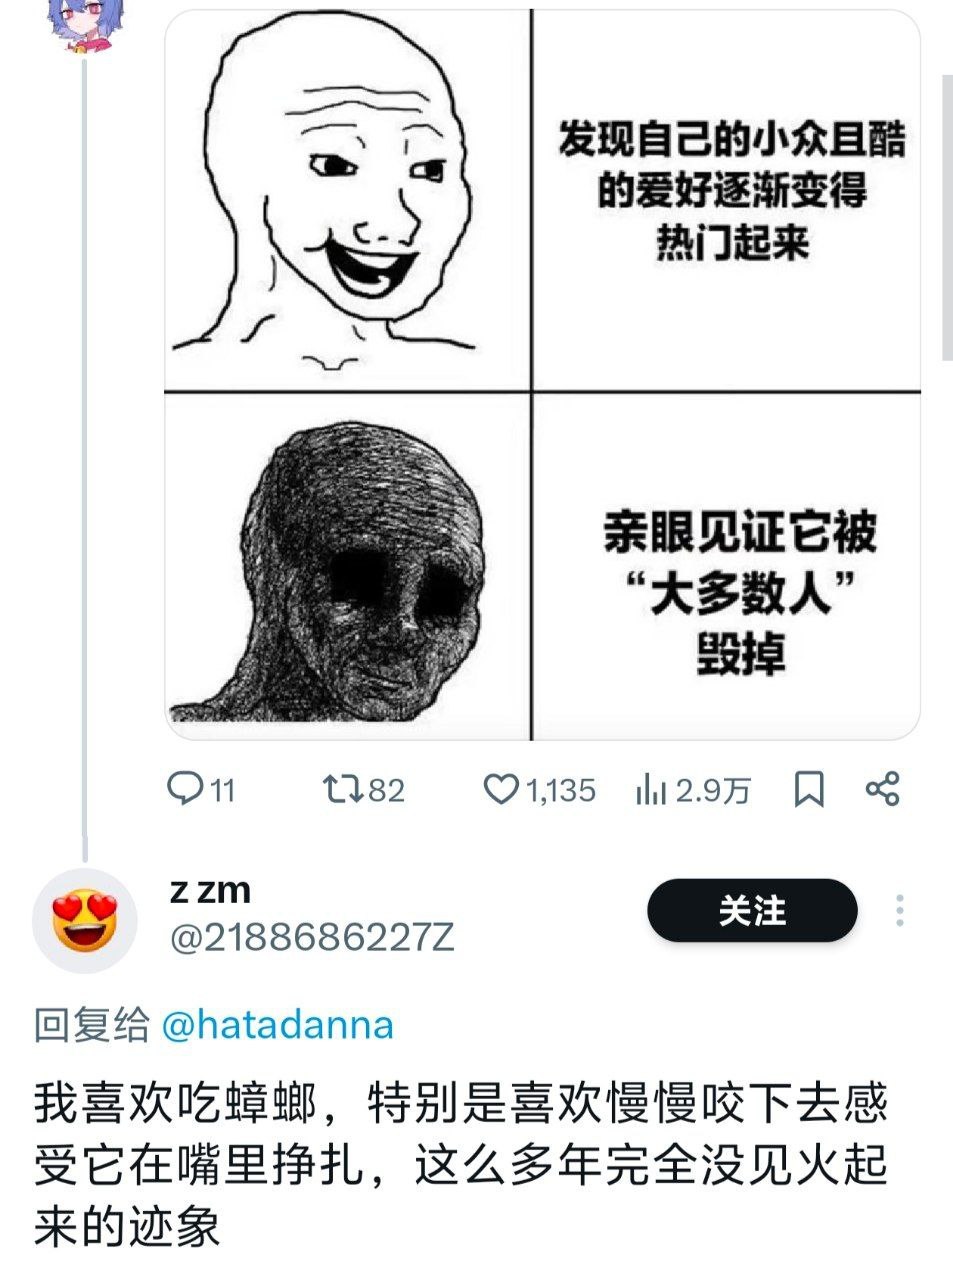 发现自己的小众且酷
的爱好逐渐变得
热门起来
亲眼见证它被
“大多数人”
毁掉
11
82
1,135
2.9万
z zm
@2188686227Z
关注
回复给 @hatadanna
我喜欢吃蟑螂，特别是喜欢慢慢咬下去感
受它在嘴里挣扎，这么多年完全没见火起
来的迹象